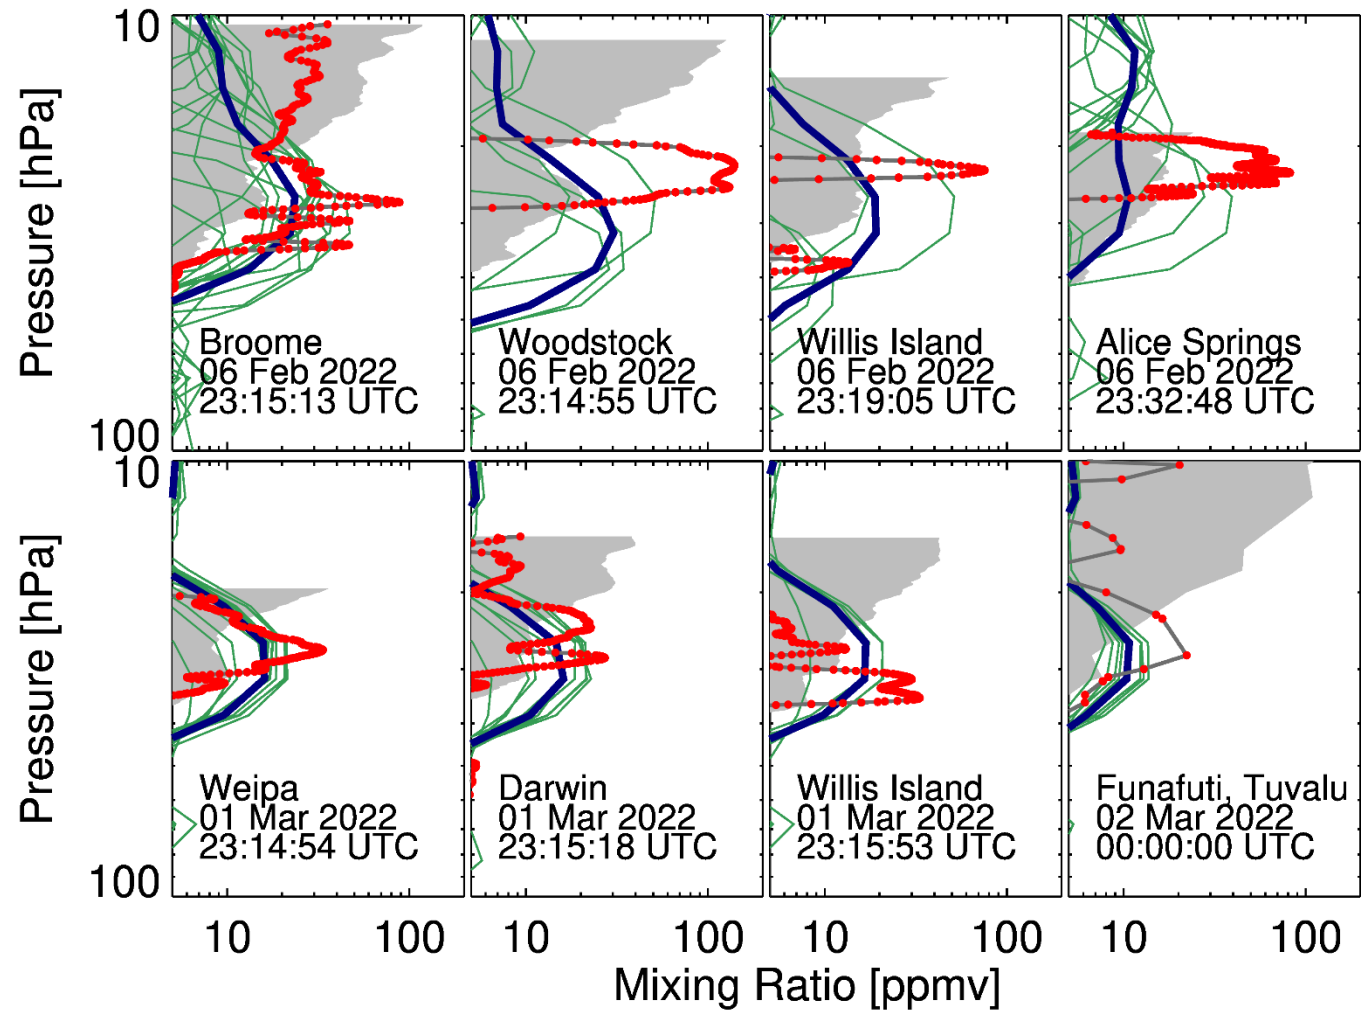 10
Pressure [hPa]
100
Broome
06 Feb 2022
23:15:13 UTC
Woodstock
06 Feb 2022
23:14:55 UTC
Willis Island
06 Feb 2022
23:19:05 UTC
Alice Springs
06 Feb 2022
23:32:48 UTC
10
Pressure [hPa]
100
Weipa
01 Mar 2022
23:14:54 UTC
Darwin
01 Mar 2022
23:15:18 UTC
Willis Island
01 Mar 2022
23:15:53 UTC
Funafuti, Tuvalu
02 Mar 2022
00:00:00 UTC
10 100 10 100 10 100 10 100
Mixing Ratio [ppmv]